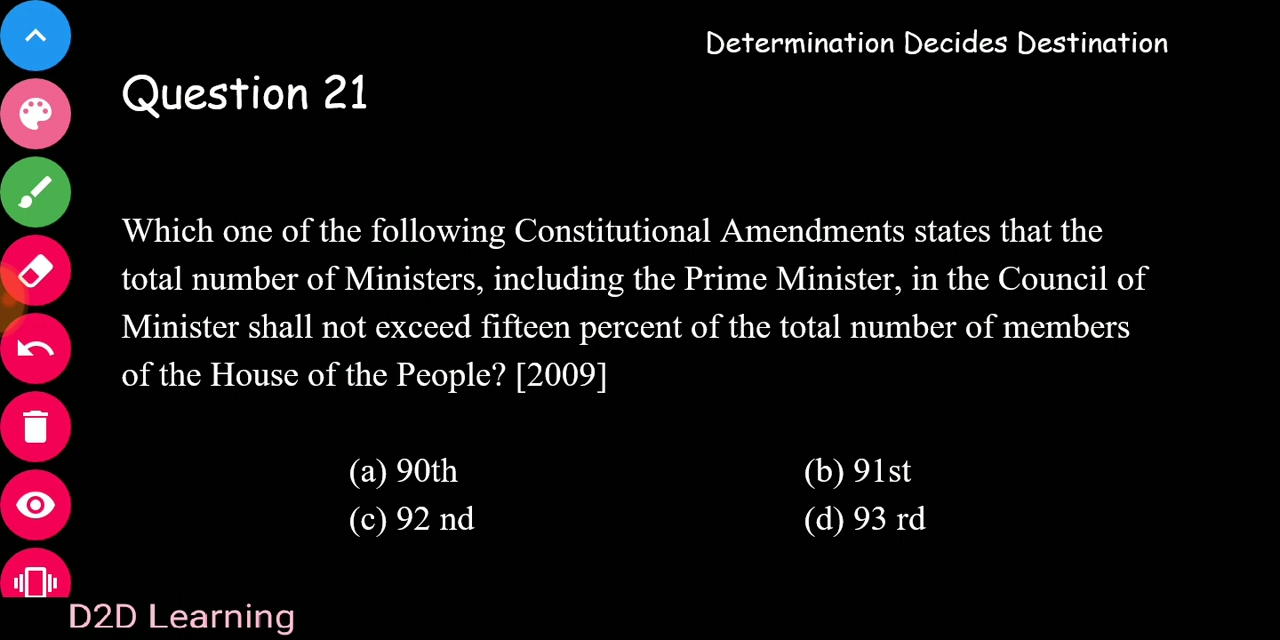 Determination Decides Destination
Question 21
Which one of the following Constitutional Amendments states that the
total number of Ministers, including the Prime Minister, in the Council of
Minister shall not exceed fifteen percent of the total number of members
of the House of the People? [2009]
(a) 90th (b) 91st
(c) 92 nd (d) 93 rd
D2D Learning